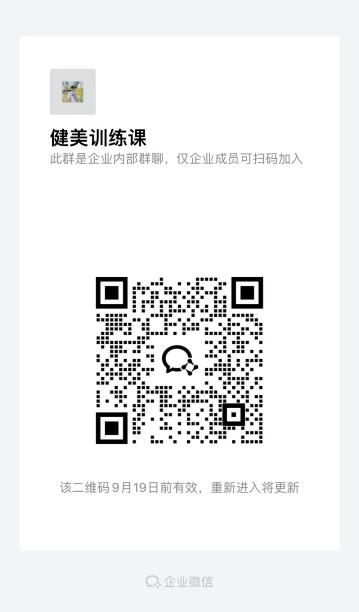 健美训练课
此群是企业内部群聊，仅企业成员可扫码加入
该二维码9月19日前有效，重新进入将更新
企业微信